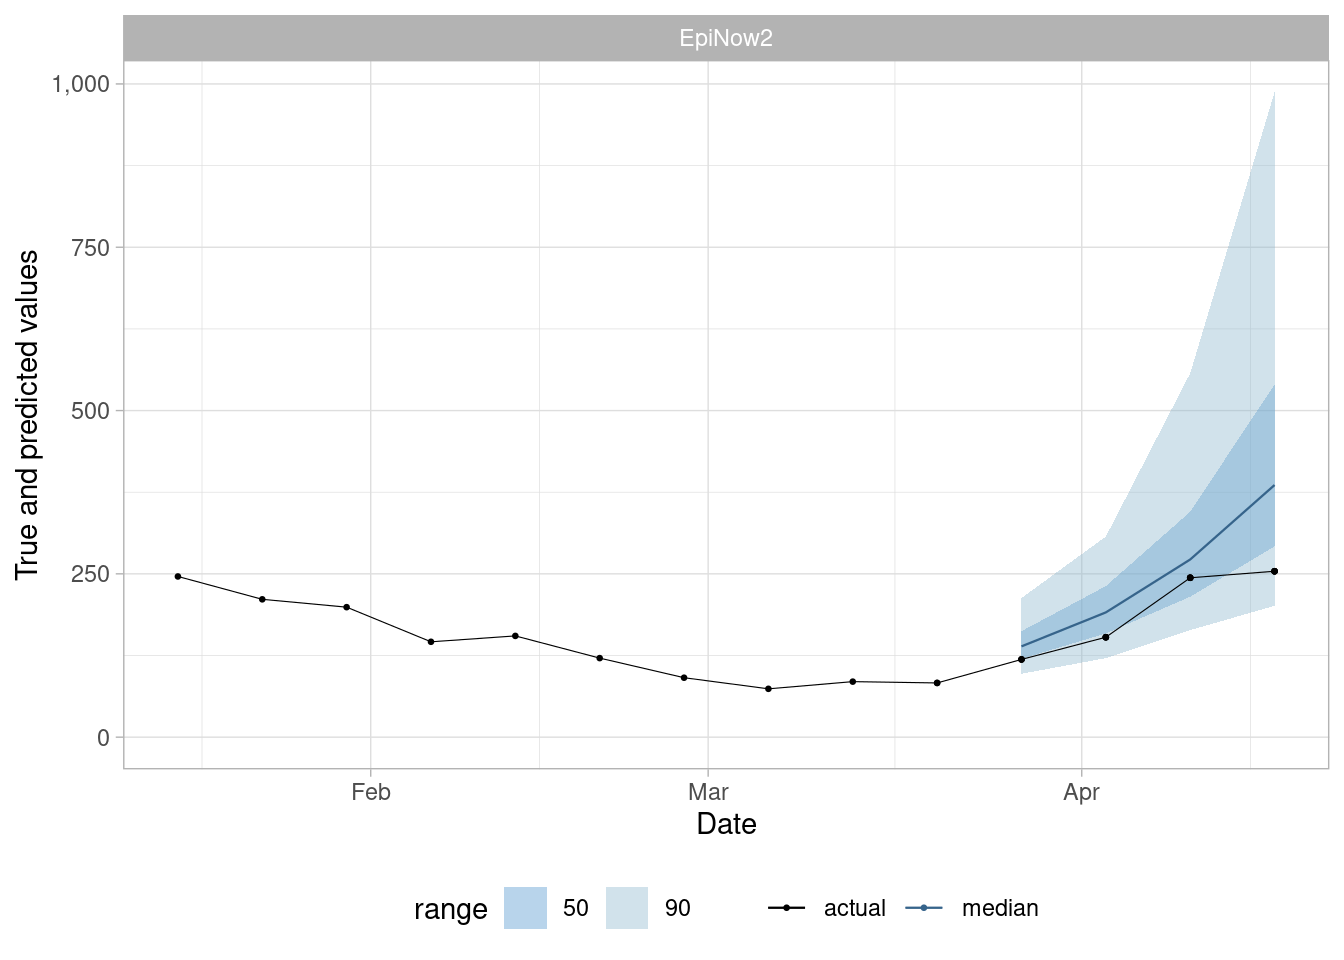 EpiNow2
1,000
750
500
250
0
True and predicted values
Feb Mar Apr
Date
range 50 90 actual median